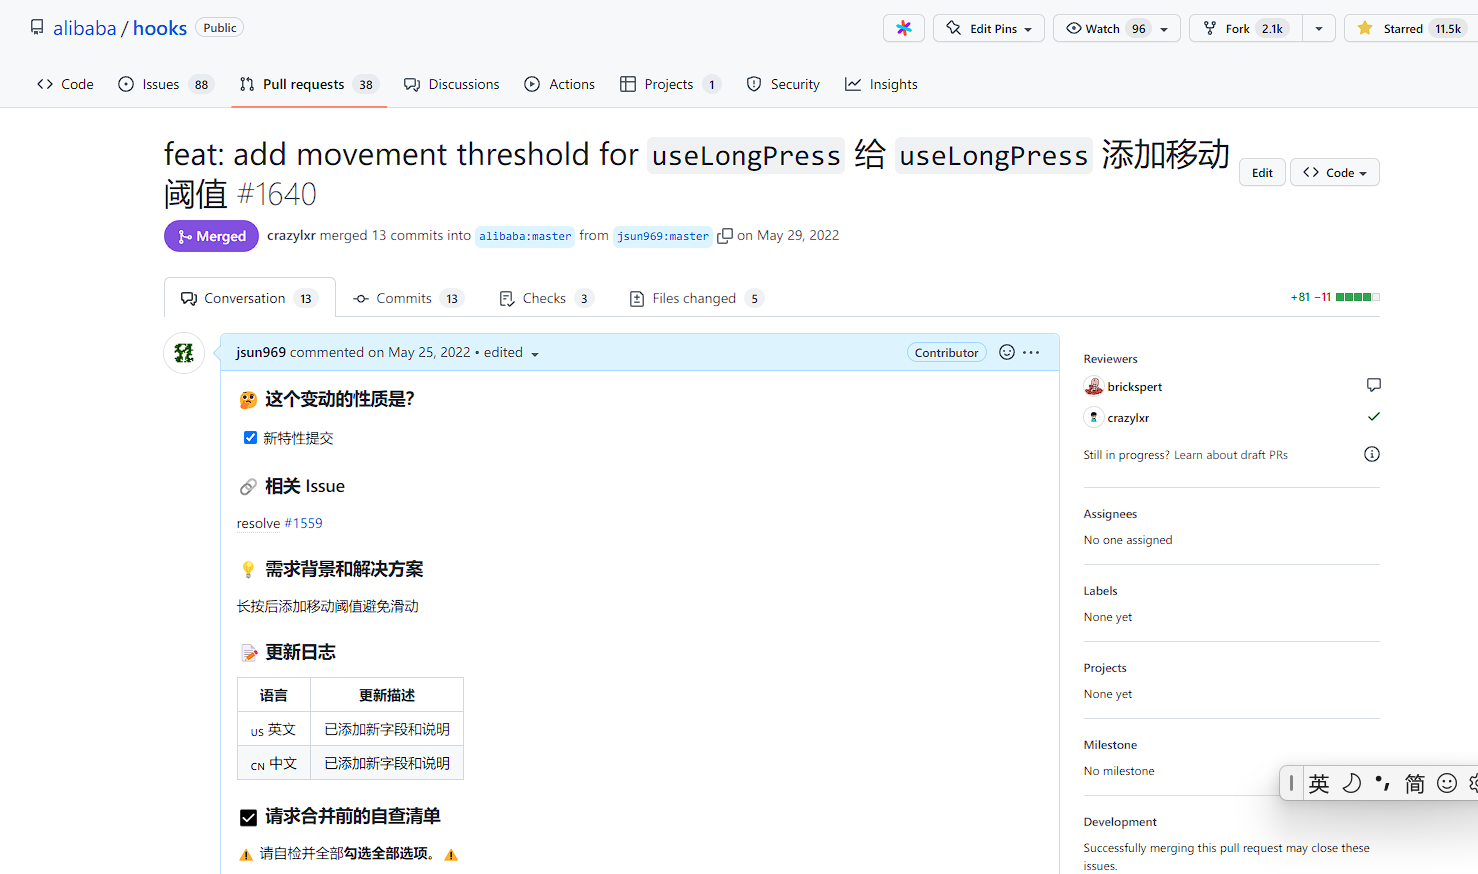 alibaba / hooks Public
Edit Pins Watch 96 Fork 2.1k Starred 11.5k
Code Issues 88 Pull requests 38 Discussions Actions Projects 1 Security Insights
feat: add movement threshold for useLongPress 给 useLongPress 添加移动
阈值 #1640
Edit Code
Merged crazylxr merged 13 commits into alibaba:master from jsun969:master on May 29, 2022
Conversation 13 Commits 13 Checks 3 Files changed 5
+81 −11
jsun969 commented on May 25, 2022 • edited
Contributor
🤔 这个变动的性质是?
新特性提交
🔗 相关 Issue
resolve #1559
💡 需求背景和解决方案
长按后添加移动阈值避免滑动
📝 更新日志
语言 更新描述
US 英文 已添加新字段和说明
CN 中文 已添加新字段和说明
☑️ 请求合并前的自查清单
⚠️ 请自检并全部勾选全部选项。⚠️
Reviewers
brickspert
crazylxr
Still in progress? Learn about draft PRs
Assignees
No one assigned
Labels
None yet
Projects
None yet
Milestone
No milestone
英 简
Development
Successfully merging this pull request may close these
issues.